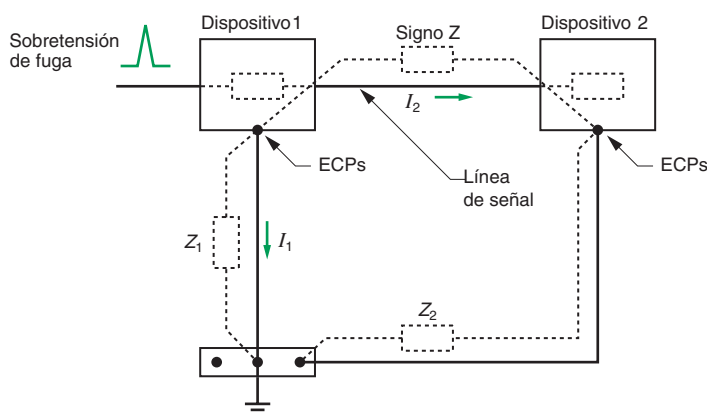 Dispositivo 1
Signo Z
Dispositivo 2
Sobretensión
de fuga
I2
ECPs
ECPs
Línea
de señal
Z1
I1
Z2